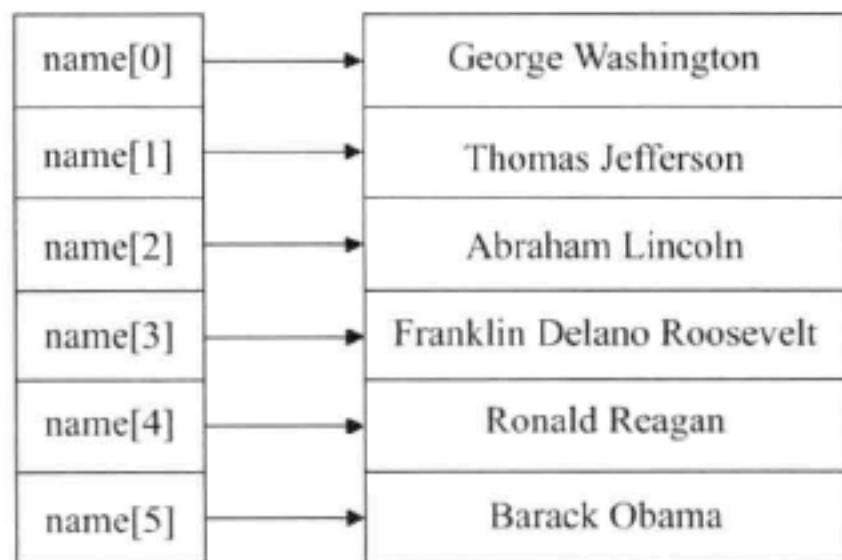 name[0] George Washington
name[1] Thomas Jefferson
name[2] Abraham Lincoln
name[3] Franklin Delano Roosevelt
name[4] Ronald Reagan
name[5] Barack Obama